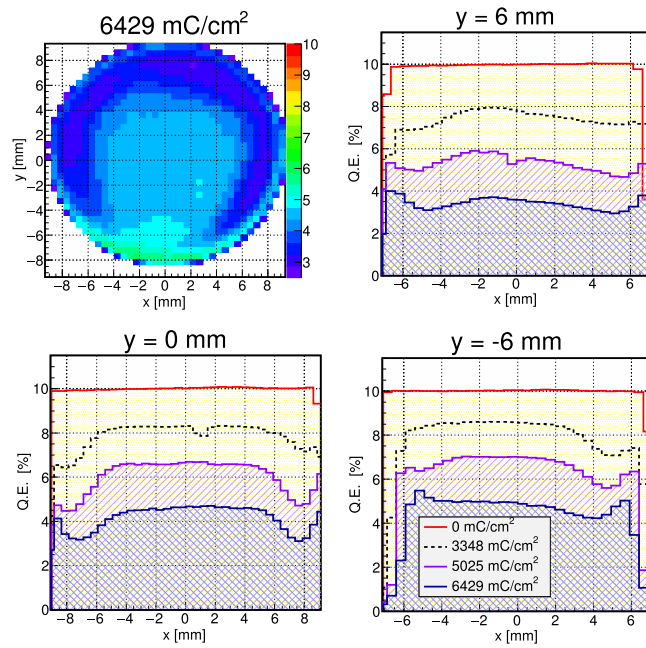 6429 mC/cm²
8
6
4
2
0
−2
−4
−6
−8
y [mm]
−8 −6 −4 −2 0 2 4 6 8
x [mm]
10
9
8
7
6
5
4
3
y = 6 mm
10
8
6
4
2
0
Q.E. [%]
−6 −4 −2 0 2 4 6
x [mm]
y = 0 mm
10
8
6
4
2
0
Q.E. [%]
−8 −6 −4 −2 0 2 4 6 8
x [mm]
y = -6 mm
10
8
6
4
2
0
Q.E. [%]
0 mC/cm²
3348 mC/cm²
5025 mC/cm²
6429 mC/cm²
−6 −4 −2 0 2 4 6
x [mm]